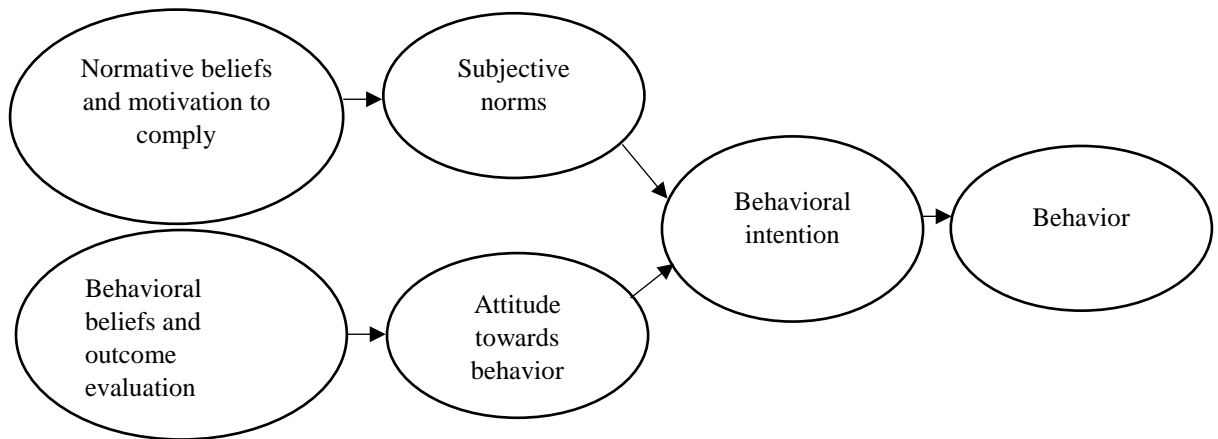 Normative beliefs
and motivation to
comply
Subjective
norms
Behavioral
beliefs and
outcome
evaluation
Attitude
towards
behavior
Behavioral
intention
Behavior